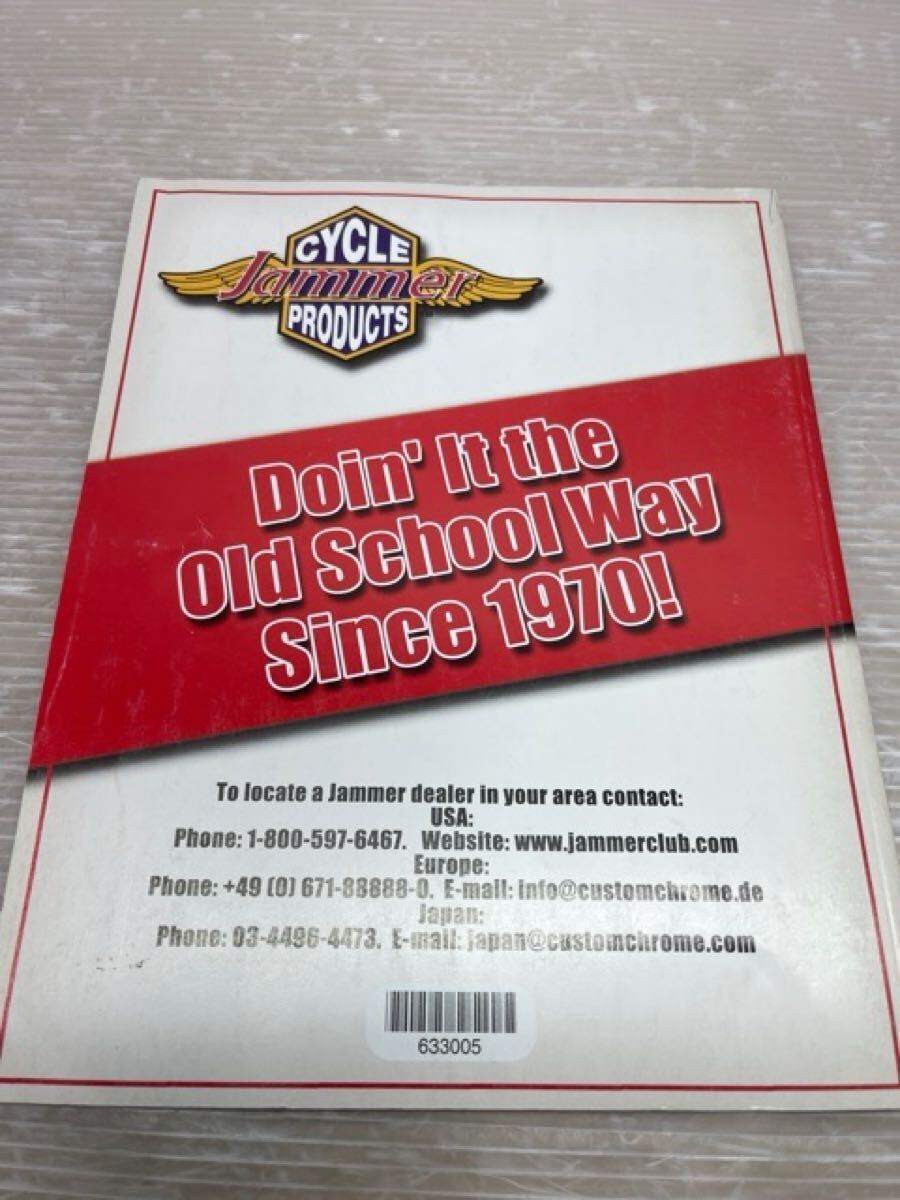 CYCLE
Jammer
PRODUCTS
Doin' It the
Old School Way
Since 1970!
To locate a Jammer dealer in your area contact:
USA:
Phone: 1-800-597-6467. Website: www.jammerclub.com
Europe:
Phone: +49 (0) 671-88888-0. E-mail: info@customchrome.de
Japan:
Phone: 03-4496-4473. E-mail: japan@customchrome.com
633005